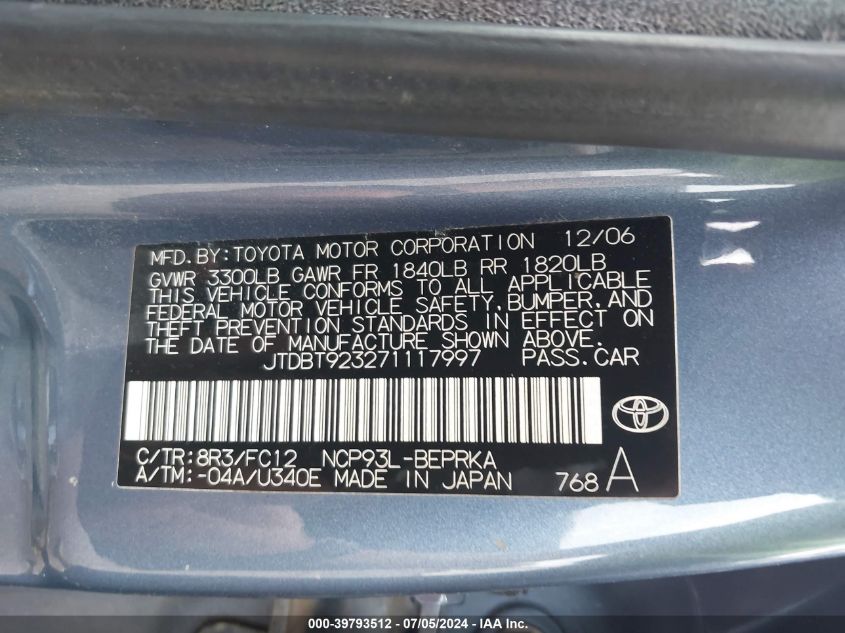 MFD.BY:TOYOTA MOTOR CORPORATION 12/06
GVWR 3300LB GAWR FR 1840LB RR 1820LB
THIS VEHICLE CONFORMS TO ALL APPLICABLE
FEDERAL MOTOR VEHICLE SAFETY,BUMPER,AND
THEFT PREVENTION STANDARDS IN EFFECT ON
THE DATE OF MANUFACTURE SHOWN ABOVE.
JTDBT923271117997 PASS.CAR
C/TR:8R3/FC12 NCP93L-BEPRKA
A/TM:-04A/U340E MADE IN JAPAN 768 A
000-39793512 - 07/05/2024 - IAAI.com